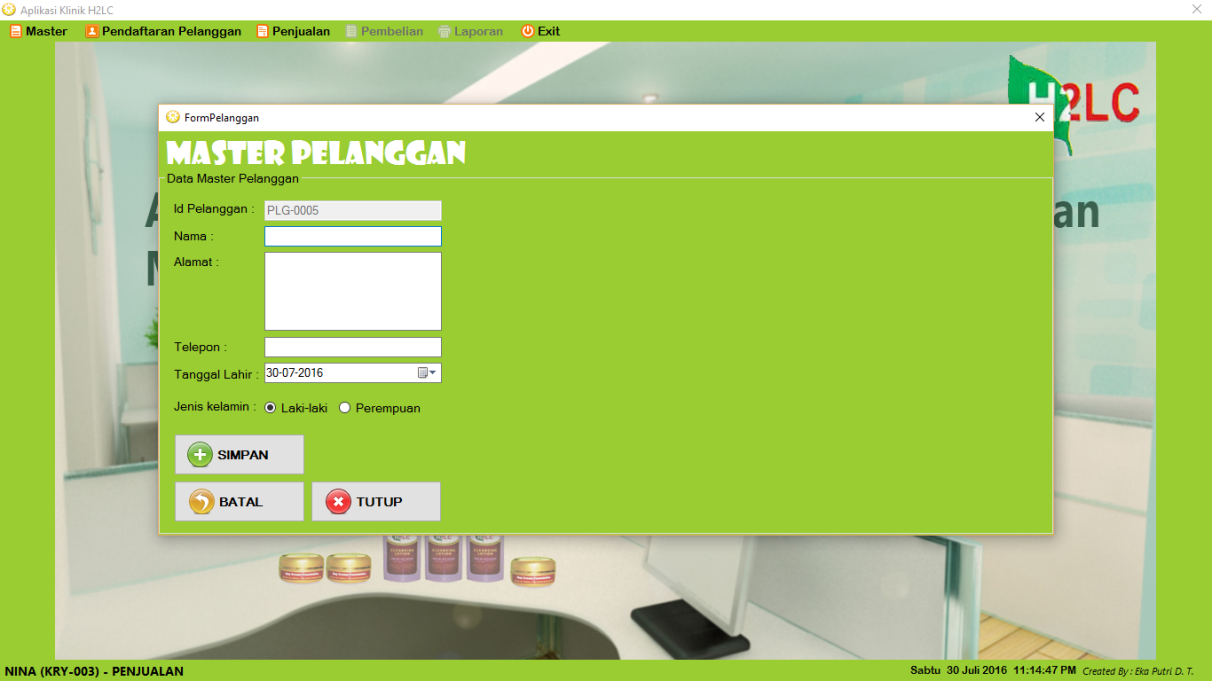 Aplikasi Klinik H2LC
Master Pendaftaran Pelanggan Penjualan Pembelian Laporan Exit
H2LC
FormPelanggan
MASTER PELANGGAN
Data Master Pelanggan
Id Pelanggan : PLG-0005
Nama :
Alamat :
Telepon :
Tanggal Lahir : 30-07-2016
Jenis kelamin : Laki-laki Perempuan
SIMPAN
BATAL TUTUP
an
NINA (KRY-003) - PENJUALAN
Sabtu 30 Juli 2016 11:14:47 PM Created By : Eka Putri D. T.